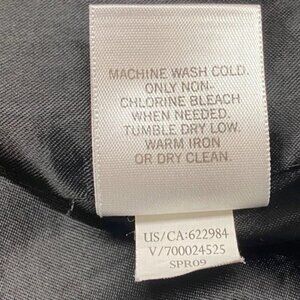 MACHINE WASH COLD.
ONLY NON-
CHLORINE BLEACH
WHEN NEEDED.
TUMBLE DRY LOW.
WARM IRON
OR DRY CLEAN.
US/CA:622984
V/700024525
SPR09